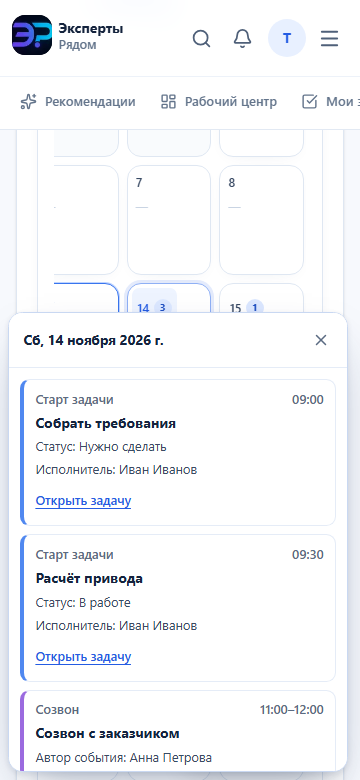 Эксперты
Рядом
Т
Рекомендации
Рабочий центр
Мои з
7
—
8
—
14 3
15 1
Сб, 14 ноября 2026 г.
Старт задачи 09:00
Собрать требования
Статус: Нужно сделать
Исполнитель: Иван Иванов
Открыть задачу
Старт задачи 09:30
Расчёт привода
Статус: В работе
Исполнитель: Иван Иванов
Открыть задачу
Созвон 11:00–12:00
Созвон с заказчиком
Автор события: Анна Петрова